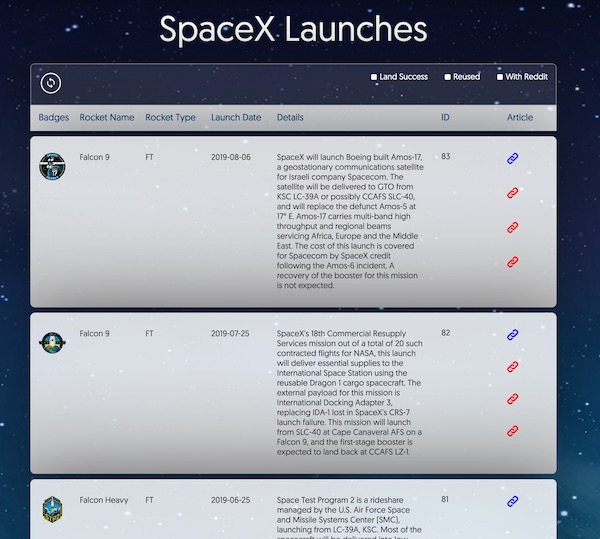 SpaceX Launches
Land Success
Reused
With Reddit
Badges Rocket Name Rocket Type Launch Date Details ID Article
Falcon 9 FT 2019-08-06 SpaceX will launch Boeing built Amos-17, 83
a geostationary communications satellite
for Israeli company Spacecom. The
satellite will be delivered to GTO from
KSC LC-39A or possibly CCAFS SLC-40,
and will replace the defunct Amos-5 at
17° E. Amos-17 carries multi-band high
throughput and regional beams
servicing Africa, Europe and the Middle
East. The cost of this launch is covered
for Spacecom by SpaceX credit
following the Amos-6 incident. A
recovery of the booster for this mission
is not expected.
Falcon 9 FT 2019-07-25 SpaceX's 18th Commercial Resupply 82
Services mission out of a total of 20 such
contracted flights for NASA, this launch
will deliver essential supplies to the
International Space Station using the
reusable Dragon 1 cargo spacecraft. The
external payload for this mission is
International Docking Adapter 3,
replacing IDA-1 lost in SpaceX's CRS-7
launch failure. This mission will launch
from SLC-40 at Cape Canaveral AFS on a
Falcon 9, and the first-stage booster is
expected to land back at CCAFS LZ-1.
Falcon Heavy FT 2019-06-25 Space Test Program 2 is a rideshare 81
managed by the U.S. Air Force Space
and Missile Systems Center (SMC),
launching from LC-39A, KSC. Most of the
spacecraft will be delivered into low